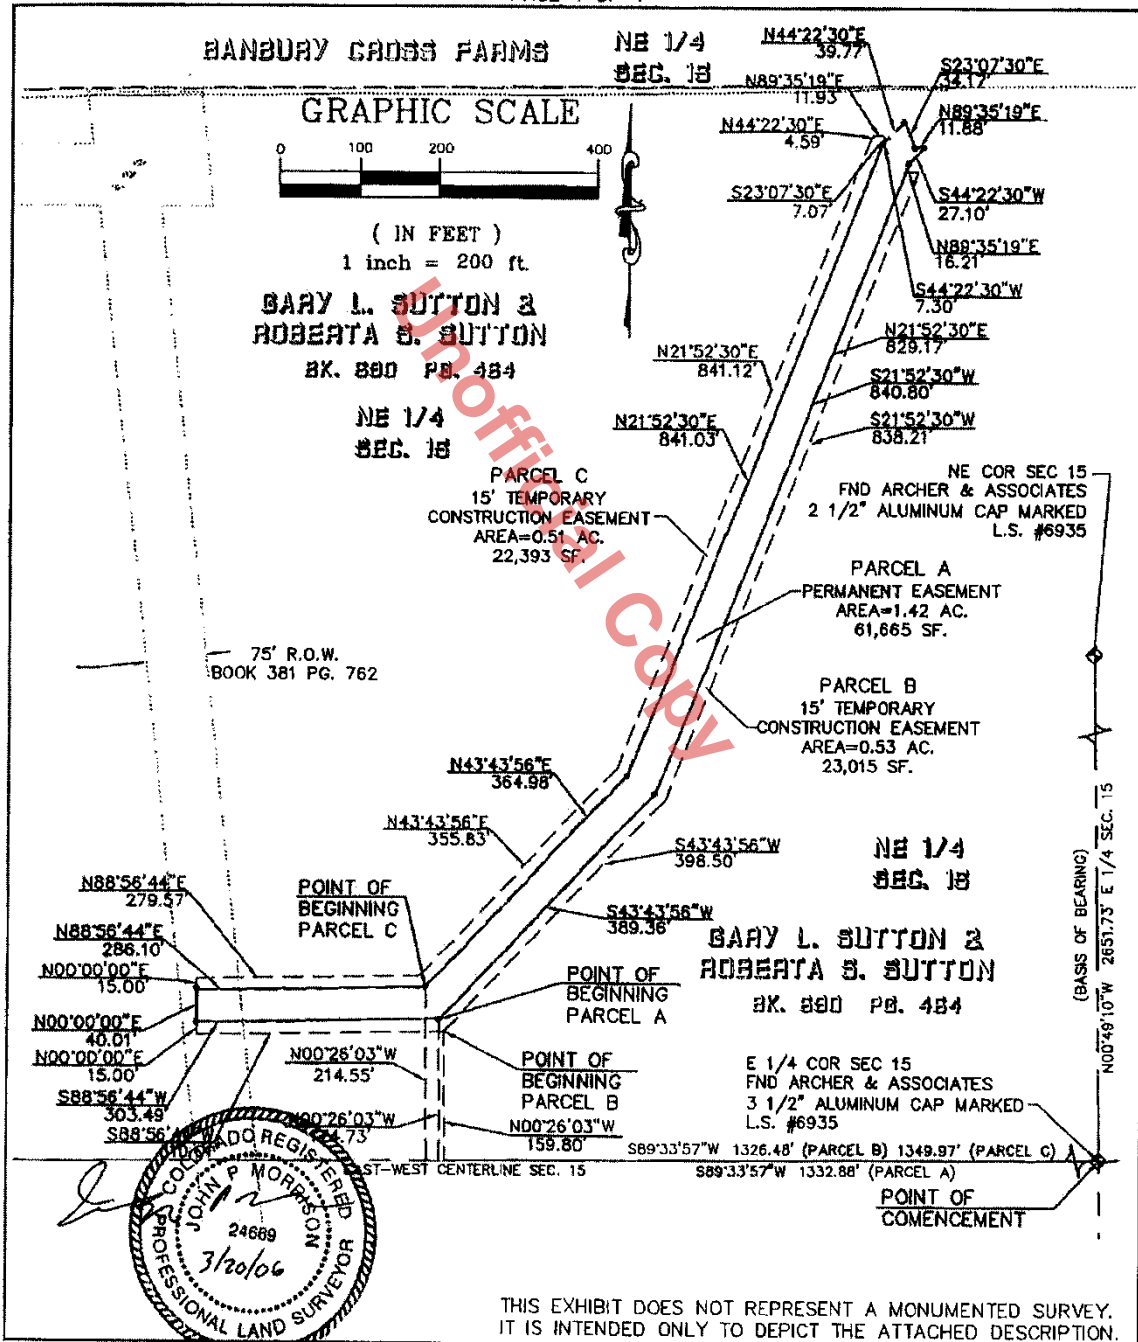 BANBURY CROSS FARMS
NE 1/4
SEC. 15
GRAPHIC SCALE
0 100 200 400
( IN FEET )
1 inch = 200 ft.
GARY L. SUTTON &
ROBERTA S. SUTTON
BK. 880 PG. 484
NE 1/4
SEC. 15
N44°22'30"E
39.77'
S23°07'30"E
34.17'
N89°35'19"E
11.93'
N89°35'19"E
11.88'
N44°22'30"E
4.59'
S23°07'30"E
7.07'
S44°22'30"W
27.10'
N89°35'19"E
16.21'
S44°22'30"W
7.30'
N21°52'30"E
829.17'
N21°52'30"E
841.12'
S21°52'30"W
840.80'
N21°52'30"E
841.03'
S21°52'30"W
838.21'
Unofficial Copy
PARCEL C
15' TEMPORARY
CONSTRUCTION EASEMENT
AREA=0.51 AC.
22,393 SF.
NE COR SEC 15
FND ARCHER & ASSOCIATES
2 1/2" ALUMINUM CAP MARKED
L.S. #6935
PARCEL A
PERMANENT EASEMENT
AREA=1.42 AC.
61,665 SF.
75' R.O.W.
BOOK 381 PG. 762
PARCEL B
15' TEMPORARY
CONSTRUCTION EASEMENT
AREA=0.53 AC.
23,015 SF.
N43°43'56"E
364.98'
N43°43'56"E
355.83'
S43°43'56"W
398.50'
S43°43'56"W
389.36'
NE 1/4
SEC. 15
GARY L. SUTTON &
ROBERTA S. SUTTON
BK. 880 PG. 484
(BASIS OF BEARING)
N00°49'10"W 2651.73 E 1/4 SEC. 15
N88°56'44"E
279.57'
N88°56'44"E
286.10'
N00°00'00"E
15.00'
N00°00'00"E
40.01'
N00°00'00"E
15.00'
S88°56'44"W
303.49'
S88°56'4 W
POINT OF
BEGINNING
PARCEL C
POINT OF
BEGINNING
PARCEL A
POINT OF
BEGINNING
PARCEL B
N00°26'03"W
214.55'
N00°26'03"W
4.73'
N00°26'03"W
159.80'
E 1/4 COR SEC 15
FND ARCHER & ASSOCIATES
3 1/2" ALUMINUM CAP MARKED
L.S. #6935
S89°33'57"W 1326.48' (PARCEL B) 1349.97' (PARCEL C)
S89°33'57"W 1332.88' (PARCEL A)
AST-WEST CENTERLINE SEC. 15
POINT OF
COMENCEMENT
COLORADO REGISTERED
JOHN P MORRISON
24669
3/20/06
PROFESSIONAL LAND SURVEYOR
THIS EXHIBIT DOES NOT REPRESENT A MONUMENTED SURVEY.
IT IS INTENDED ONLY TO DEPICT THE ATTACHED DESCRIPTION.